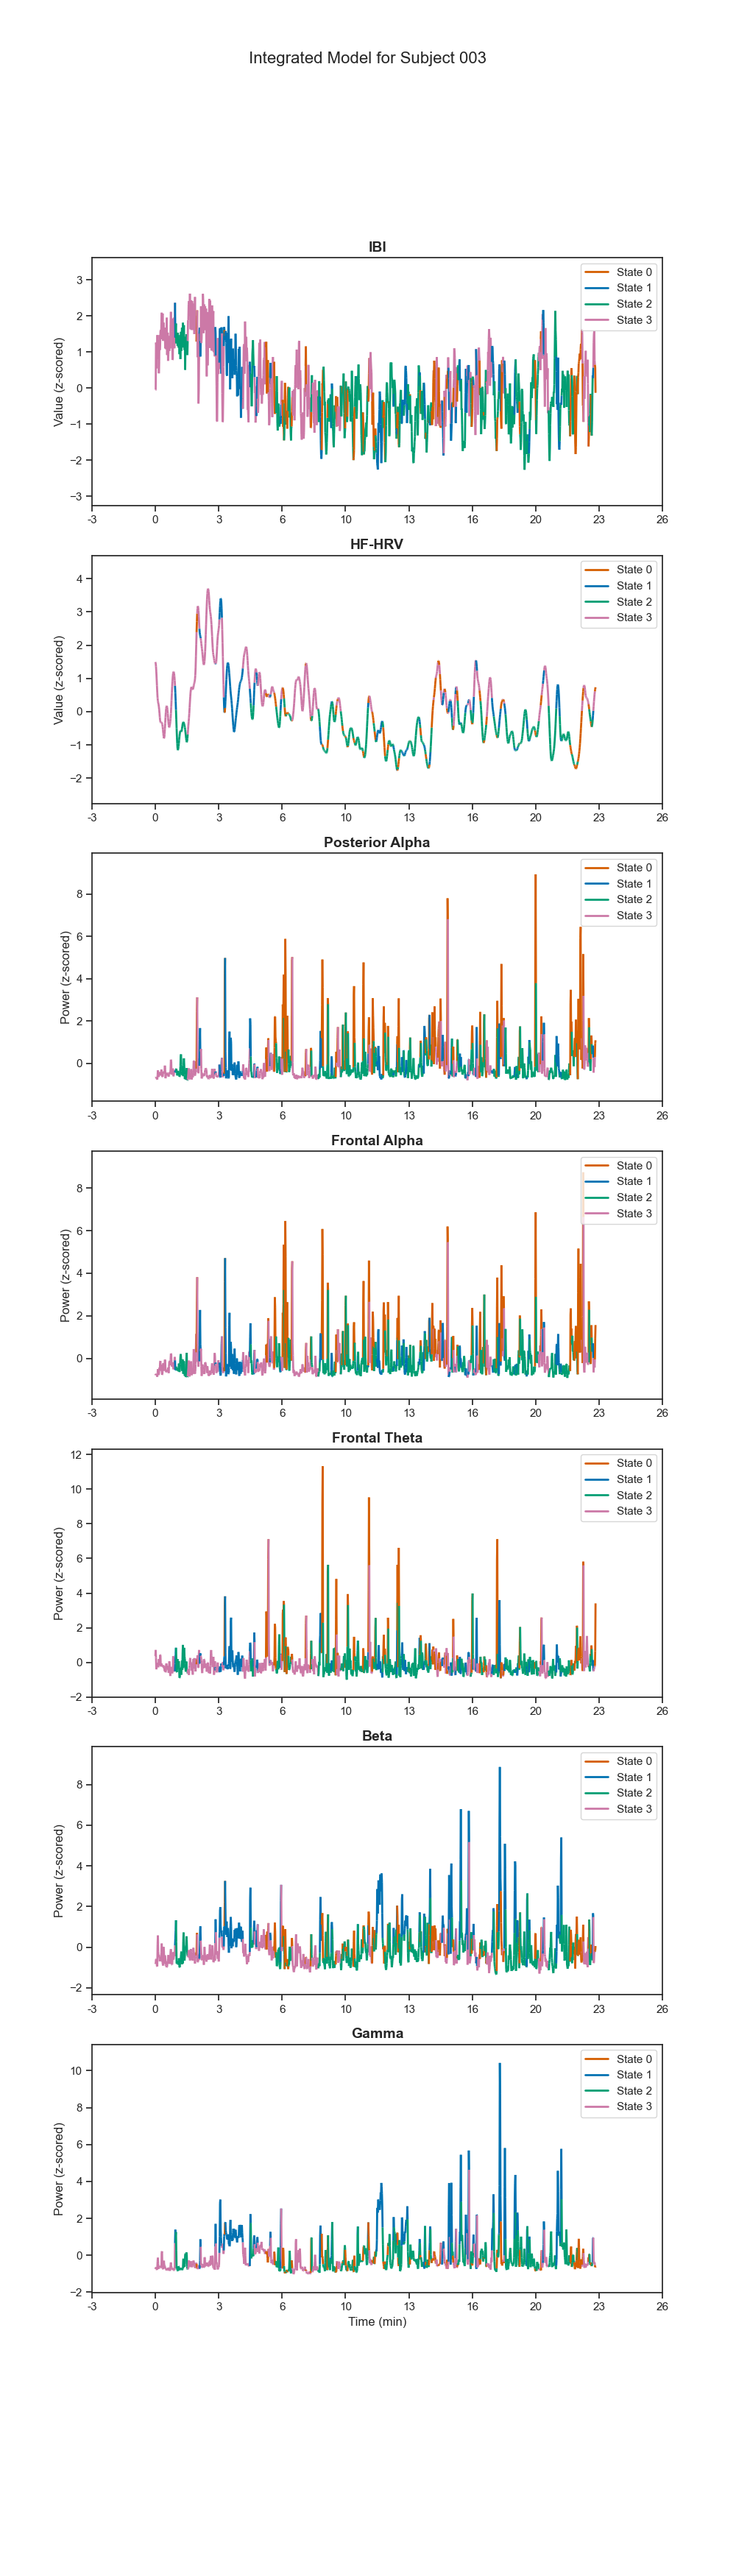 Integrated Model for Subject 003
IBI
Value (z-scored)
3
2
1
0
−1
−2
−3
State 0
State 1
State 2
State 3
-3 0 3 6 10 13 16 20 23 26
HF-HRV
Value (z-scored)
4
3
2
1
0
−1
−2
State 0
State 1
State 2
State 3
-3 0 3 6 10 13 16 20 23 26
Posterior Alpha
Power (z-scored)
8
6
4
2
0
State 0
State 1
State 2
State 3
-3 0 3 6 10 13 16 20 23 26
Frontal Alpha
Power (z-scored)
8
6
4
2
0
State 0
State 1
State 2
State 3
-3 0 3 6 10 13 16 20 23 26
Frontal Theta
Power (z-scored)
12
10
8
6
4
2
0
−2
State 0
State 1
State 2
State 3
-3 0 3 6 10 13 16 20 23 26
Beta
Power (z-scored)
8
6
4
2
0
−2
State 0
State 1
State 2
State 3
-3 0 3 6 10 13 16 20 23 26
Gamma
Power (z-scored)
10
8
6
4
2
0
−2
State 0
State 1
State 2
State 3
-3 0 3 6 10 13 16 20 23 26
Time (min)